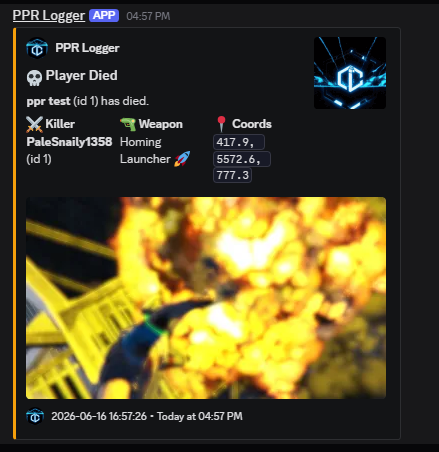 PPR Logger APP 04:57 PM
PPR Logger
Player Died
ppr test (id 1) has died.
Killer
PaleSnaily1358
(id 1)
Weapon
Homing
Launcher
Coords
417.9,
5572.6,
777.3
2026-06-16 16:57:26 • Today at 04:57 PM